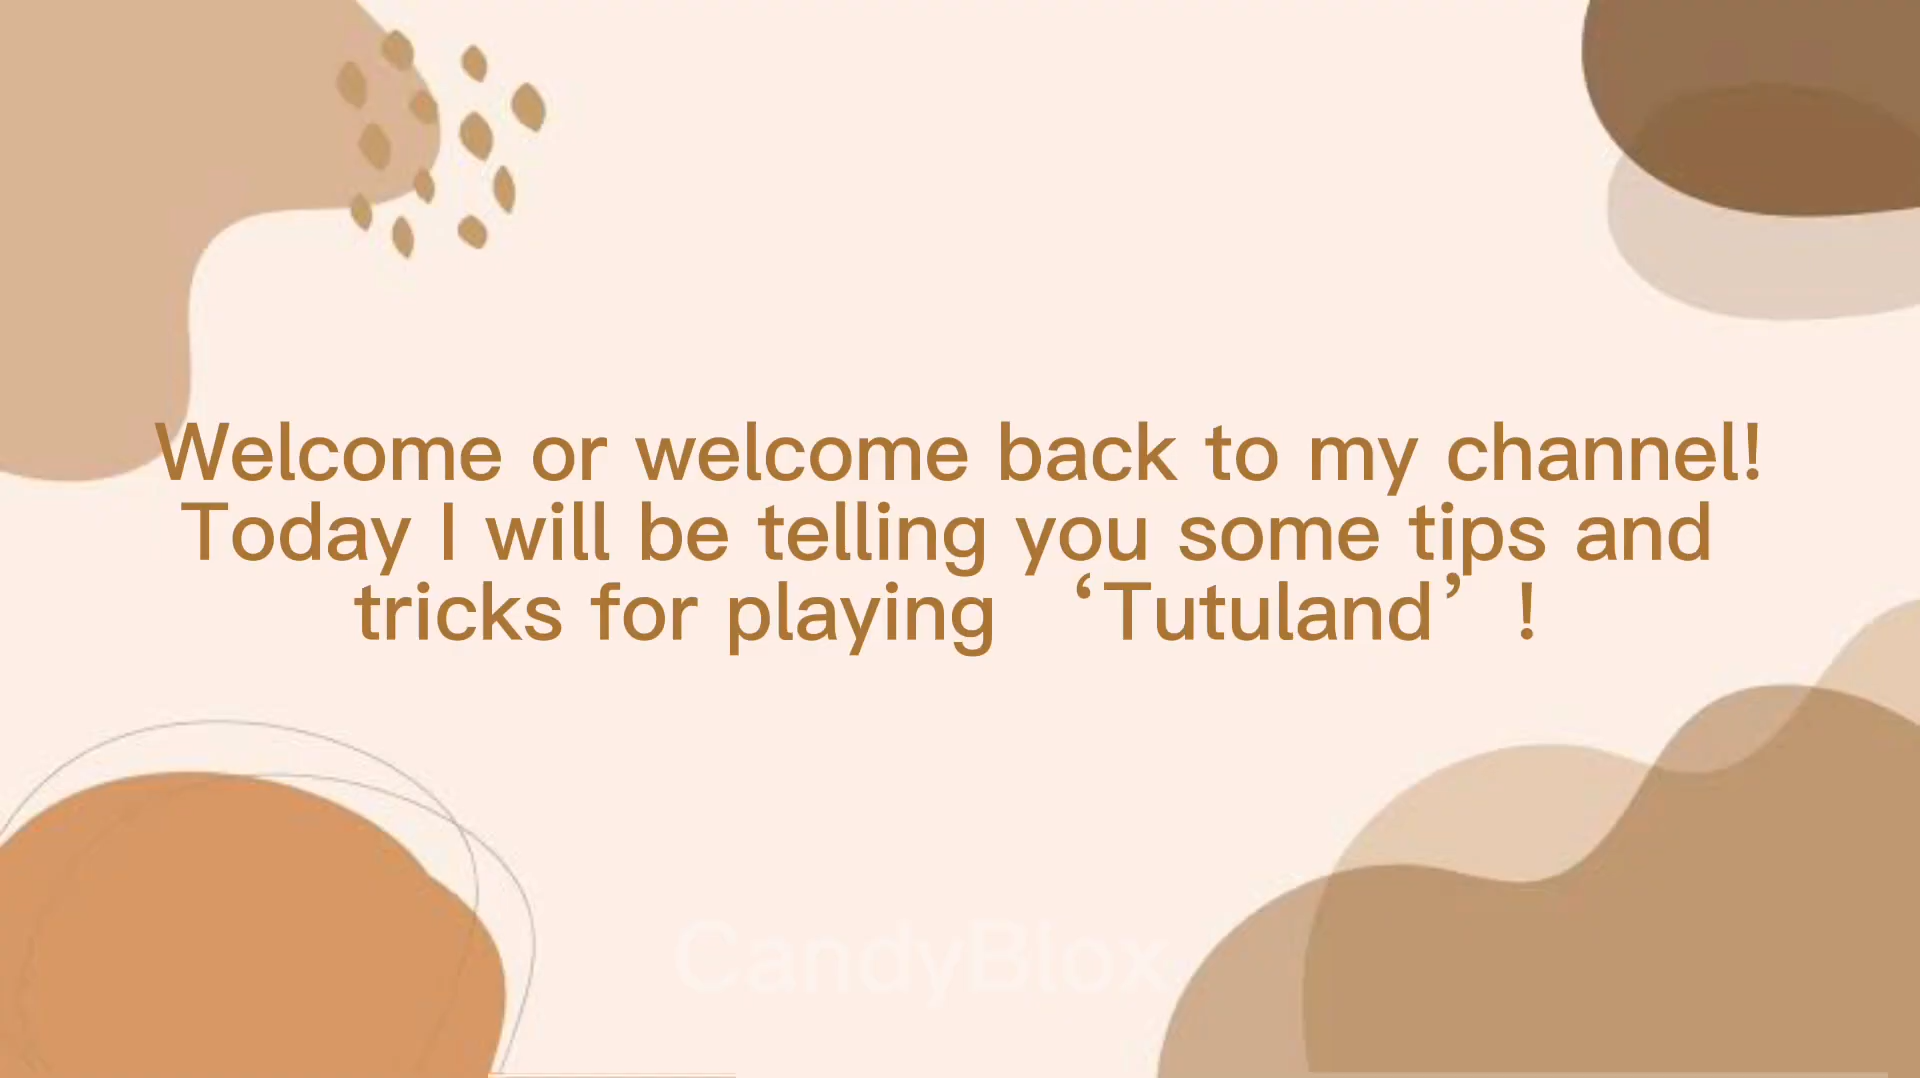 Welcome or welcome back to my channel!
Today I will be telling you some tips and
tricks for playing ‘Tutuland’ !
CandyBlox